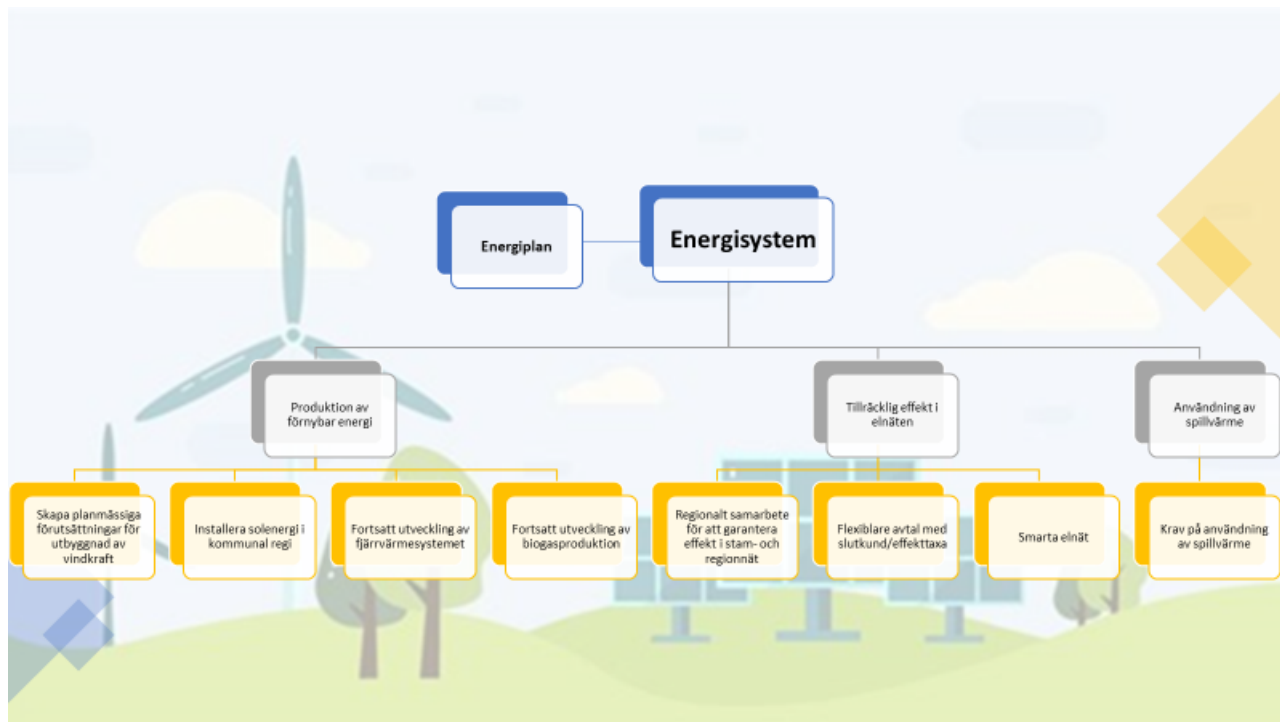 Energiplan
Energisystem
Produktion av
förnybar energi
Tillräcklig effekt i
elnäten
Användning av
spillvärme
Skapa planmässiga
förutsättningar för
utbyggnad av
vindkraft
Installera solenergi i
kommunal regi
Fortsatt utveckling av
fjärrvärmesystemet
Fortsatt utveckling av
biogasproduktion
Regionalt samarbete
för att garantera
effekt i stam- och
regionnät
Flexiblare avtal med
slutkund/effekttaxa
Smarta elnät
Krav på användning
av spillvärme